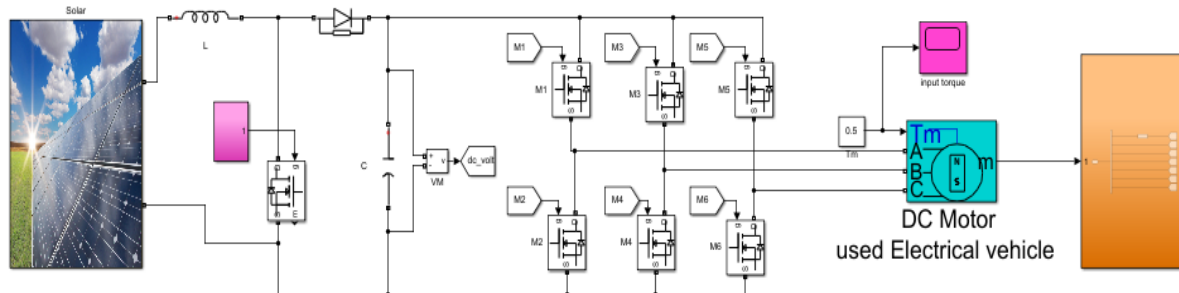 Solar
L
1
C
+
-
v
VM
dc_volt
M1
M3
M5
M1
M3
M5
M2
M4
M6
M2
M4
M6
input torque
0.5
Tm
Tm
A
B
C
N
S
m
DC Motor
used Electrical vehicle
1